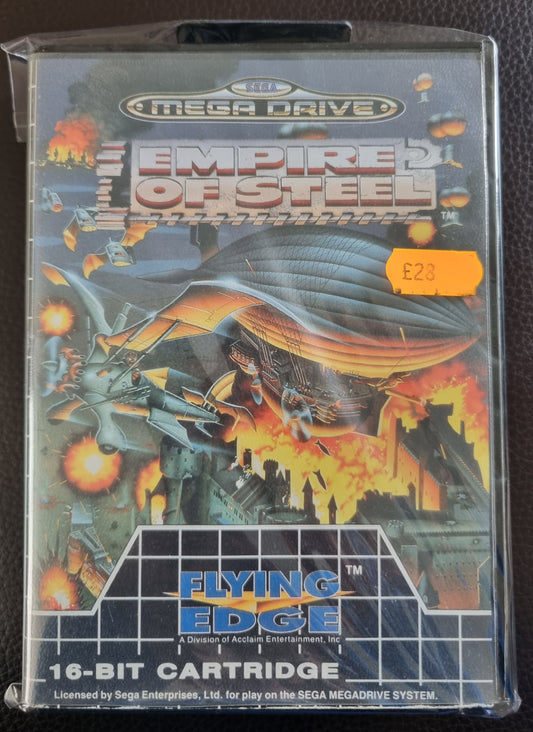 SEGA
MEGA DRIVE
EMPIRE
OF STEEL
TM
£28
FLYING TM
EDGE
A Division of Acclaim Entertainment, Inc
16-BIT CARTRIDGE
Licensed by Sega Enterprises, Ltd. for play on the SEGA MEGADRIVE SYSTEM.